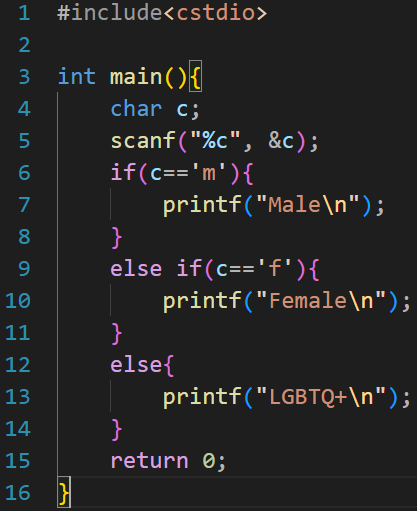 1 #include<cstdio>
2
3 int main(){
4     char c;
5     scanf("%c", &c);
6     if(c=='m'){
7         printf("Male\n");
8     }
9     else if(c=='f'){
10         printf("Female\n");
11     }
12     else{
13         printf("LGBTQ+\n");
14     }
15     return 0;
16 }